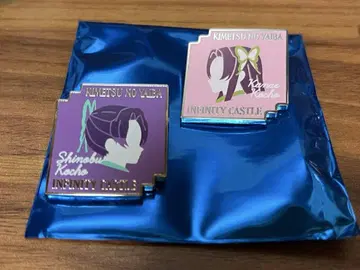 KIMETSU NO YAIBA
Kanae
Kocho
INFINITY CASTLE
KIMETSU NO YAIBA
Shinobu
Kocho
INFINITY CASTLE